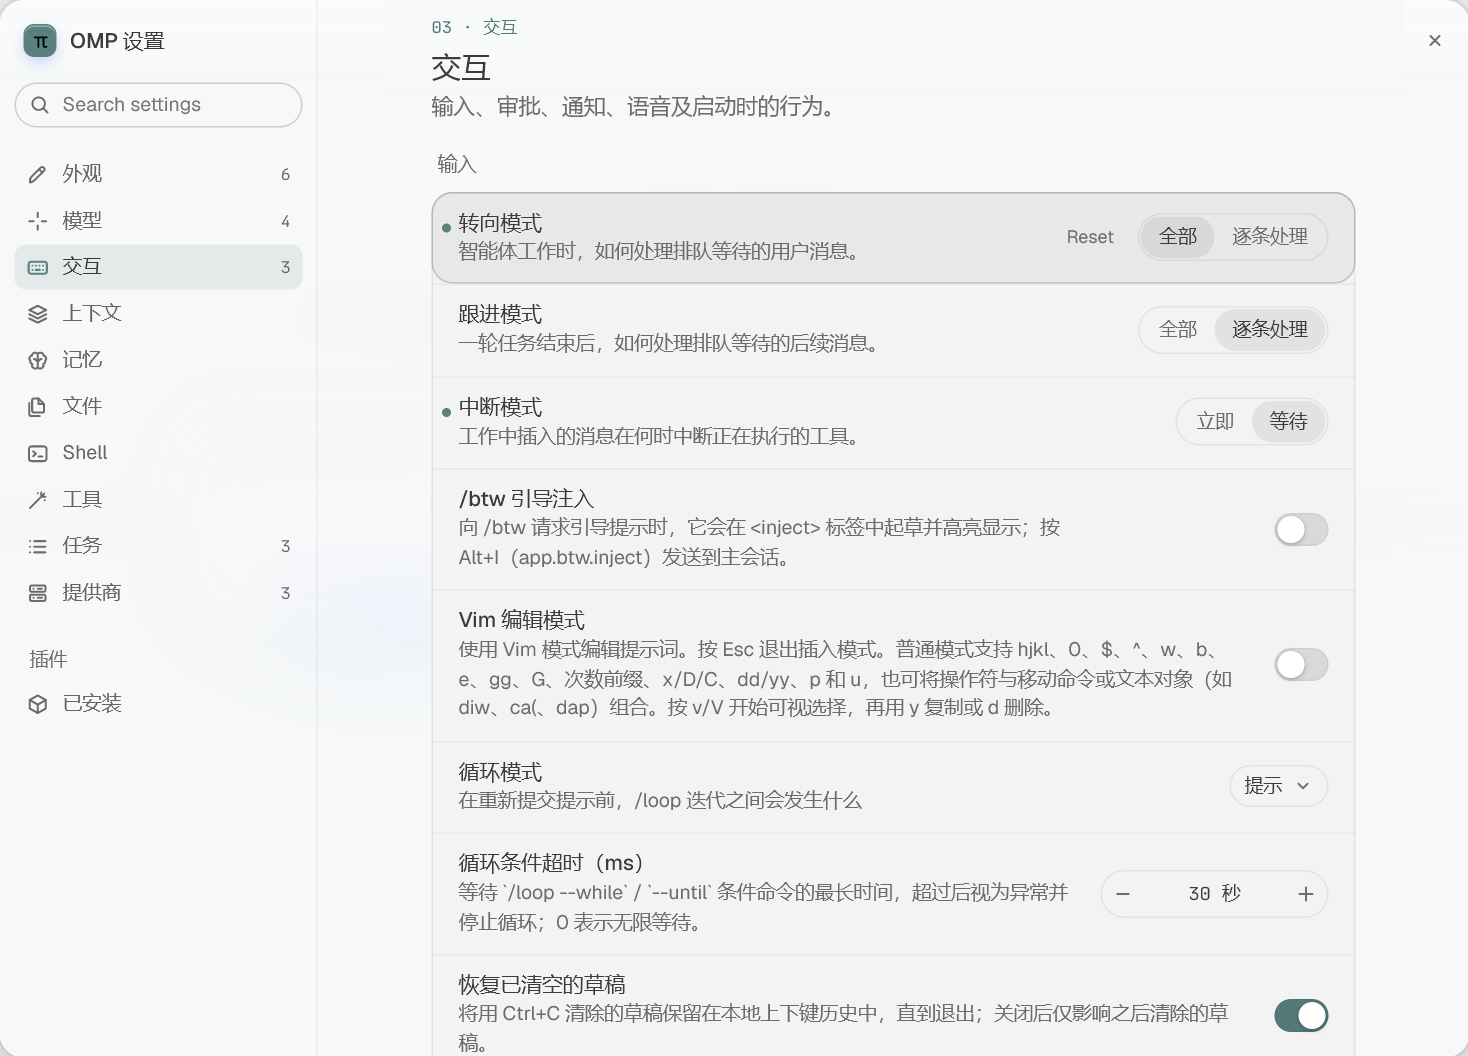 π OMP 设置
Search settings
外观 6
模型 4
交互 3
上下文
记忆
文件
Shell
工具
任务 3
提供商 3
插件
已安装
03 · 交互
交互
输入、审批、通知、语音及启动时的行为。
输入
转向模式
智能体工作时，如何处理排队等待的用户消息。
Reset 全部 逐条处理
跟进模式
一轮任务结束后，如何处理排队等待的后续消息。
全部 逐条处理
中断模式
工作中插入的消息在何时中断正在执行的工具。
立即 等待
/btw 引导注入
向 /btw 请求引导提示时，它会在 <inject> 标签中起草并高亮显示；按
Alt+I（app.btw.inject）发送到主会话。
Vim 编辑模式
使用 Vim 模式编辑提示词。按 Esc 退出插入模式。普通模式支持 hjkl、0、$、^、w、b、
e、gg、G、次数前缀、x/D/C、dd/yy、p 和 u，也可将操作符与移动命令或文本对象（如
diw、ca(、dap）组合。按 v/V 开始可视选择，再用 y 复制或 d 删除。
循环模式
在重新提交提示前，/loop 迭代之间会发生什么
提示
循环条件超时（ms）
等待 `/loop --while` / `--until` 条件命令的最长时间，超过后视为异常并
停止循环；0 表示无限等待。
30 秒
恢复已清空的草稿
将用 Ctrl+C 清除的草稿保留在本地上下键历史中，直到退出；关闭后仅影响之后清除的草
稿。